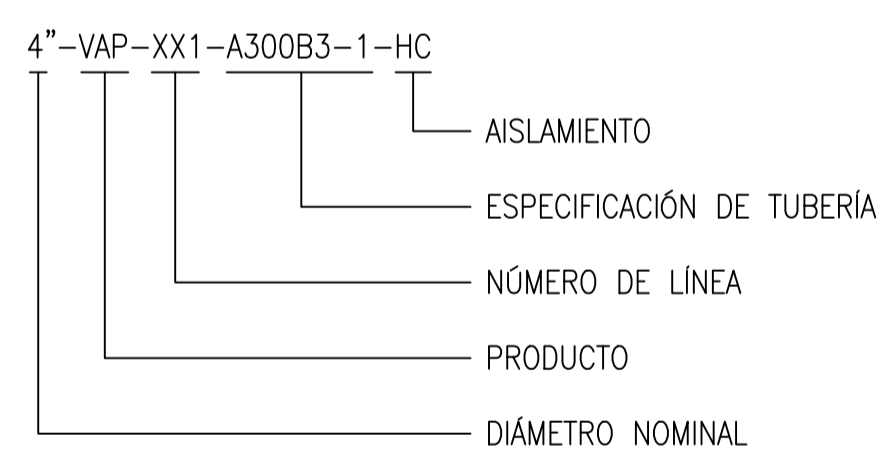 4”-VAP-XX1-A300B3-1-HC
AISLAMIENTO
ESPECIFICACIÓN DE TUBERÍA
NÚMERO DE LÍNEA
PRODUCTO
DIÁMETRO NOMINAL